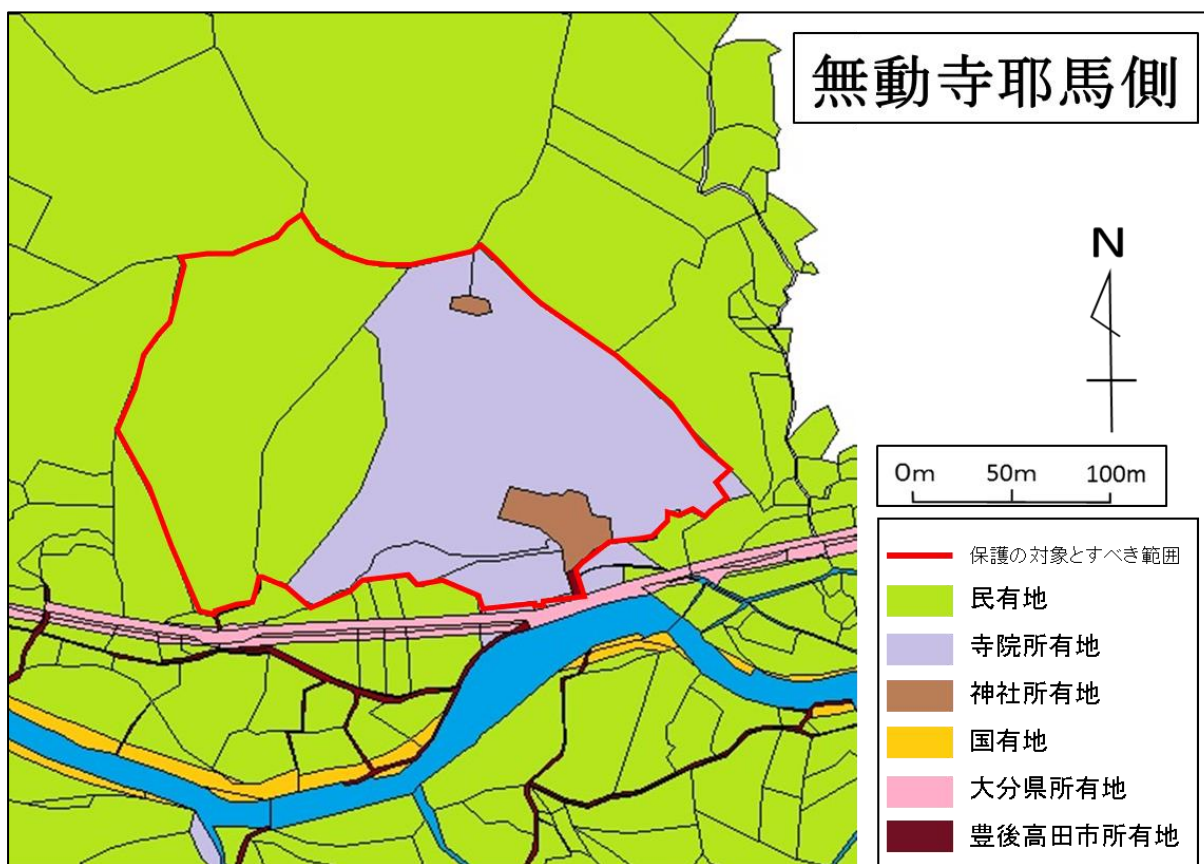 無動寺耶馬側
N
0m 50m 100m
保護の対象とすべき範囲
民有地
寺院所有地
神社所有地
国有地
大分県所有地
豊後高田市所有地